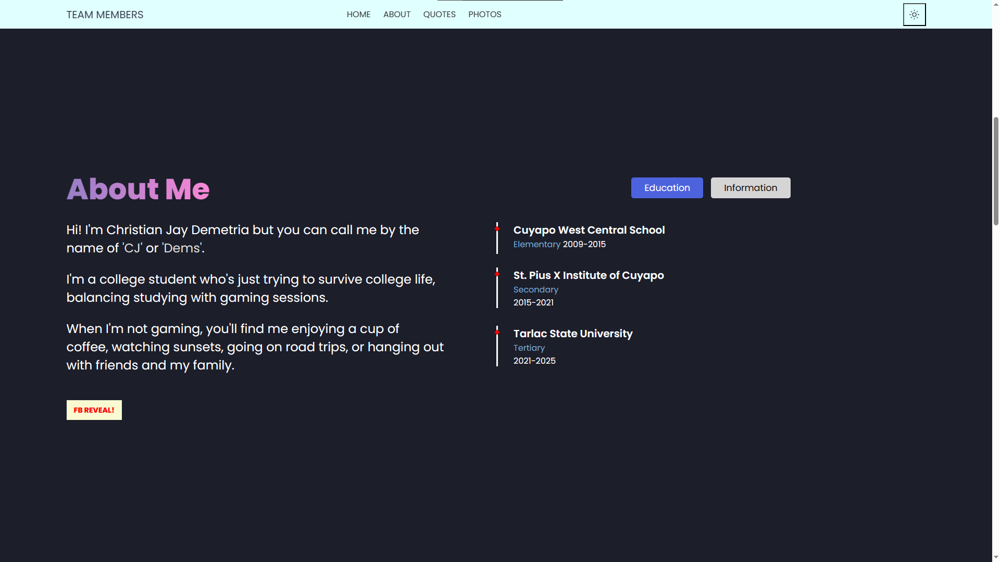 TEAM MEMBERS
HOME ABOUT QUOTES PHOTOS
About Me
Hi! I'm Christian Jay Demetria but you can call me by the
name of 'CJ' or 'Dems'.
I'm a college student who's just trying to survive college life,
balancing studying with gaming sessions.
When I'm not gaming, you'll find me enjoying a cup of
coffee, watching sunsets, going on road trips, or hanging out
with friends and my family.
FB REVEAL!
Education Information
Cuyapo West Central School
Elementary 2009-2015
St. Pius X Institute of Cuyapo
Secondary
2015-2021
Tarlac State University
Tertiary
2021-2025